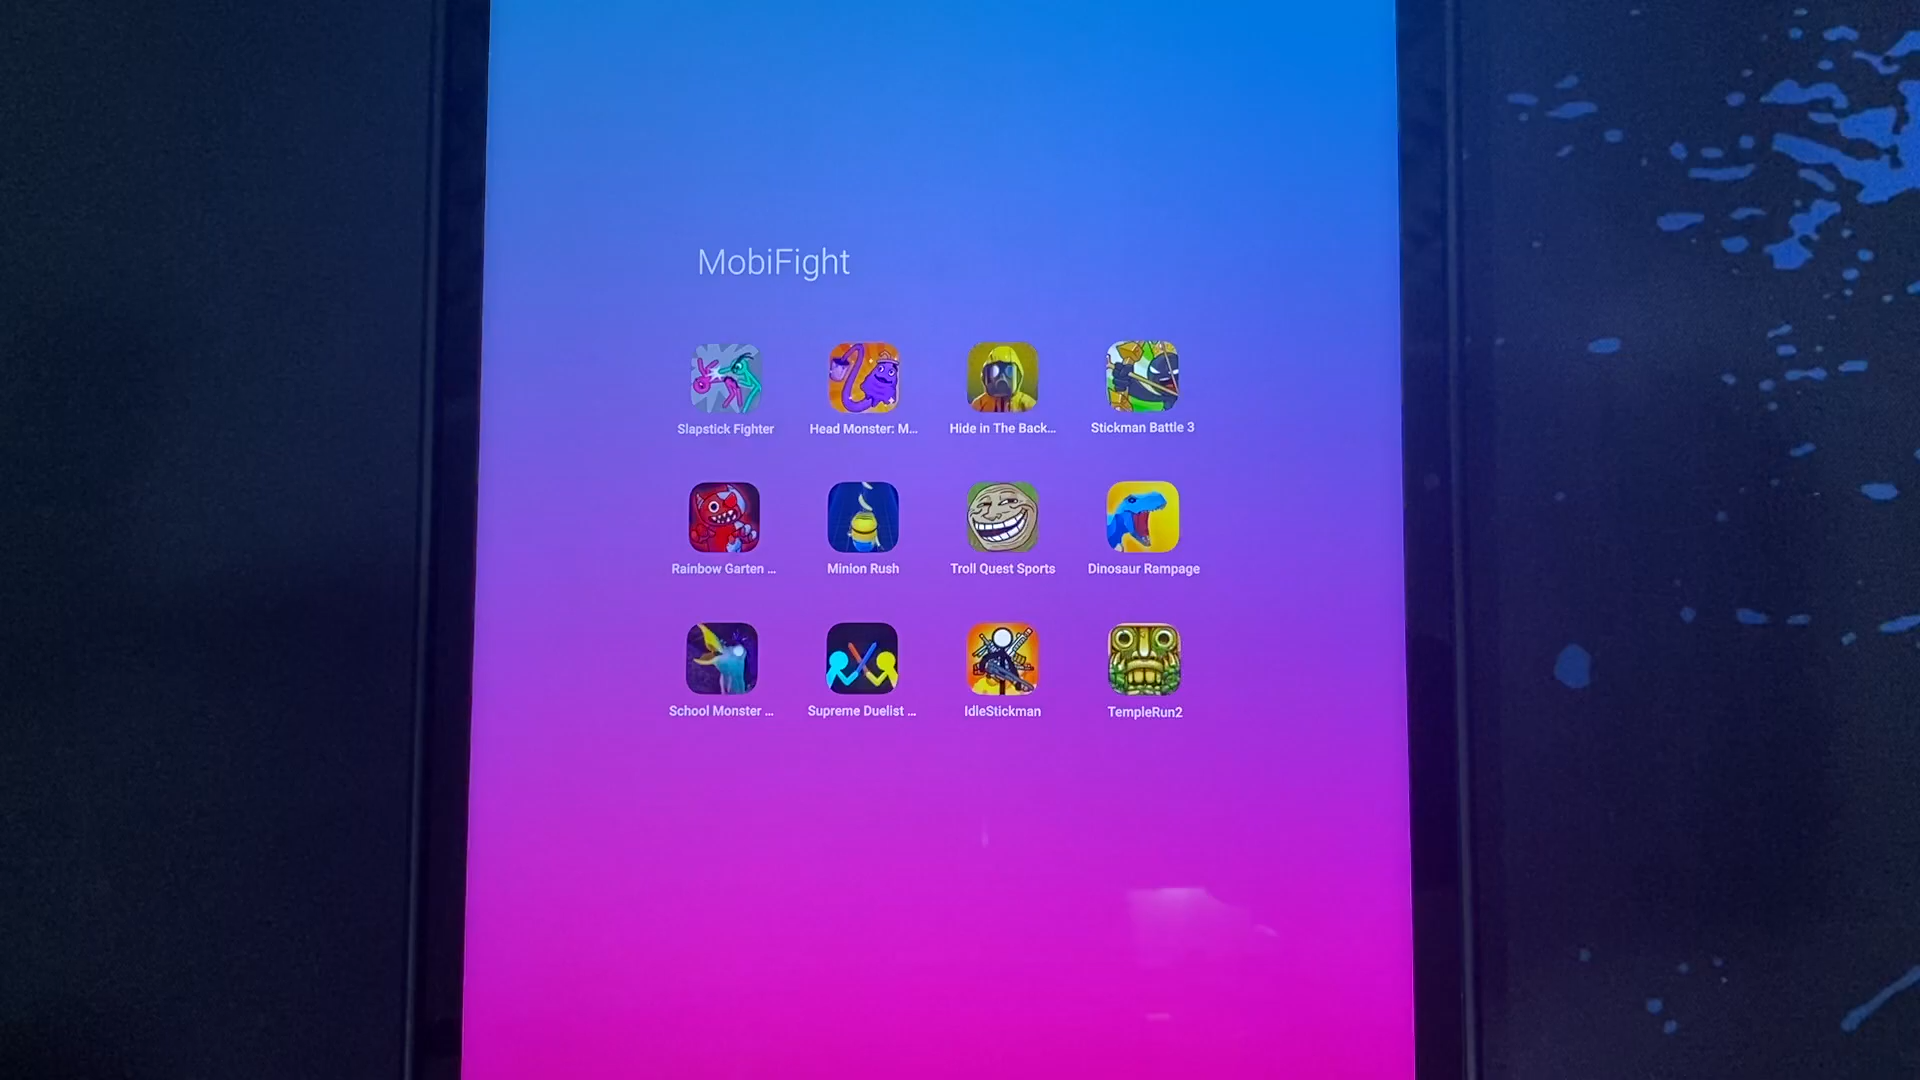 MobiFight
Slapstick Fighter
Head Monster: M...
Hide in The Back...
Stickman Battle 3
Rainbow Garten ...
Minion Rush
Troll Quest Sports
Dinosaur Rampage
School Monster ...
Supreme Duelist ...
IdleStickman
TempleRun2